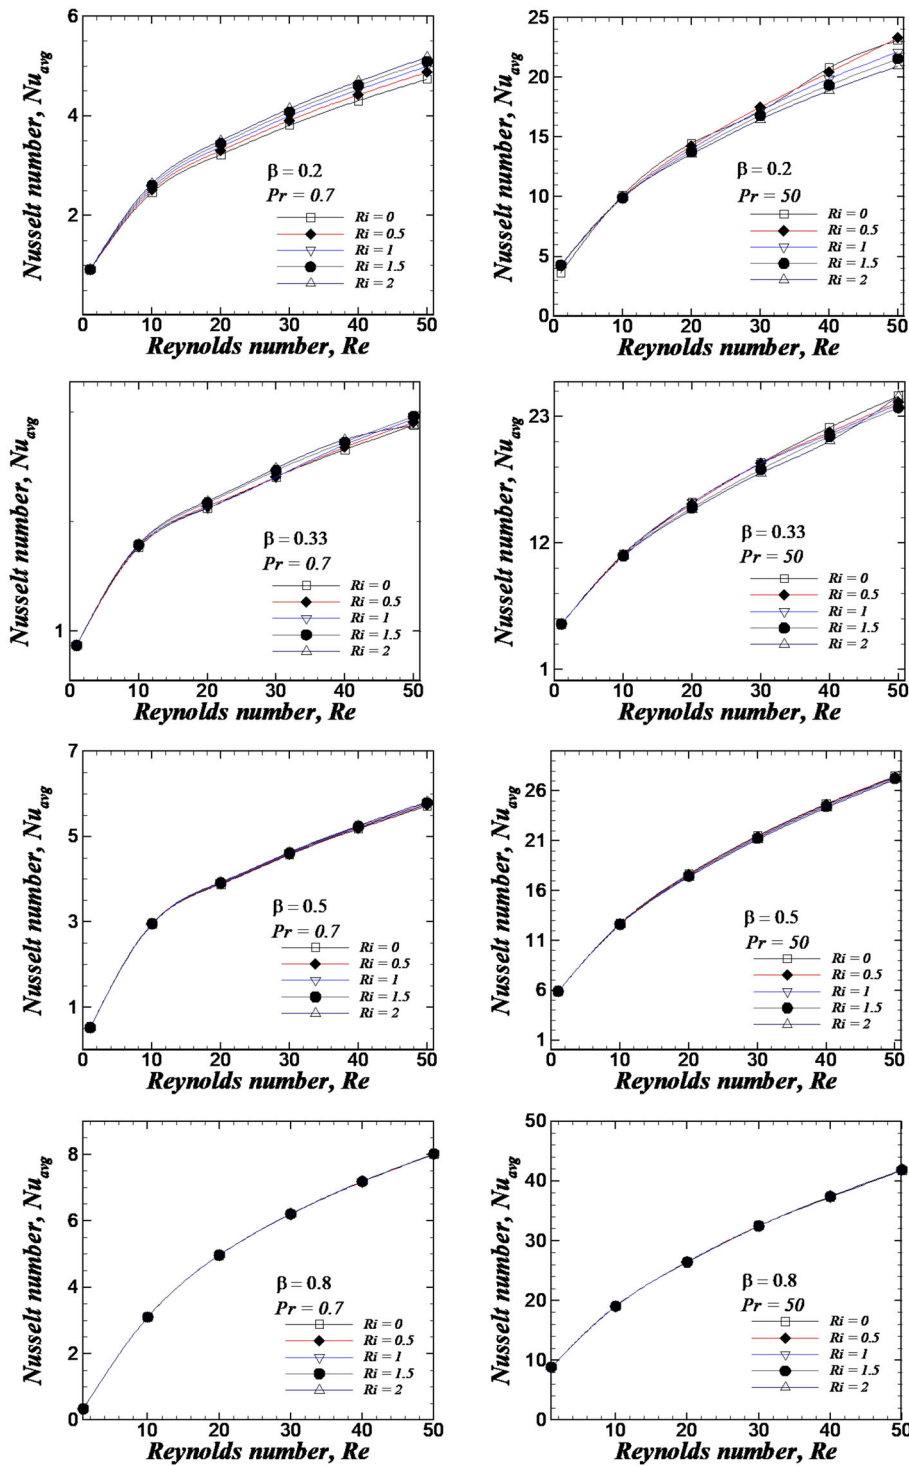 Nusselt number, Nu_avg
6
4
2
0
0 10 20 30 40 50
Reynolds number, Re
β = 0.2
Pr = 0.7
Ri = 0
Ri = 0.5
Ri = 1
Ri = 1.5
Ri = 2
Nusselt number, Nu_avg
25
20
15
10
5
0
0 10 20 30 40 50
Reynolds number, Re
β = 0.2
Pr = 50
Ri = 0
Ri = 0.5
Ri = 1
Ri = 1.5
Ri = 2
Nusselt number, Nu_avg
1
0 10 20 30 40 50
Reynolds number, Re
β = 0.33
Pr = 0.7
Ri = 0
Ri = 0.5
Ri = 1
Ri = 1.5
Ri = 2
Nusselt number, Nu_avg
23
12
1
0 10 20 30 40 50
Reynolds number, Re
β = 0.33
Pr = 50
Ri = 0
Ri = 0.5
Ri = 1
Ri = 1.5
Ri = 2
Nusselt number, Nu_avg
7
5
3
1
0 10 20 30 40 50
Reynolds number, Re
β = 0.5
Pr = 0.7
Ri = 0
Ri = 0.5
Ri = 1
Ri = 1.5
Ri = 2
Nusselt number, Nu_avg
26
21
16
11
6
1
0 10 20 30 40 50
Reynolds number, Re
β = 0.5
Pr = 50
Ri = 0
Ri = 0.5
Ri = 1
Ri = 1.5
Ri = 2
Nusselt number, Nu_avg
8
6
4
2
0
10 20 30 40 50
Reynolds number, Re
β = 0.8
Pr = 0.7
Ri = 0
Ri = 0.5
Ri = 1
Ri = 1.5
Ri = 2
Nusselt number, Nu_avg
50
40
30
20
10
0
10 20 30 40 50
Reynolds number, Re
β = 0.8
Pr = 50
Ri = 0
Ri = 0.5
Ri = 1
Ri = 1.5
Ri = 2